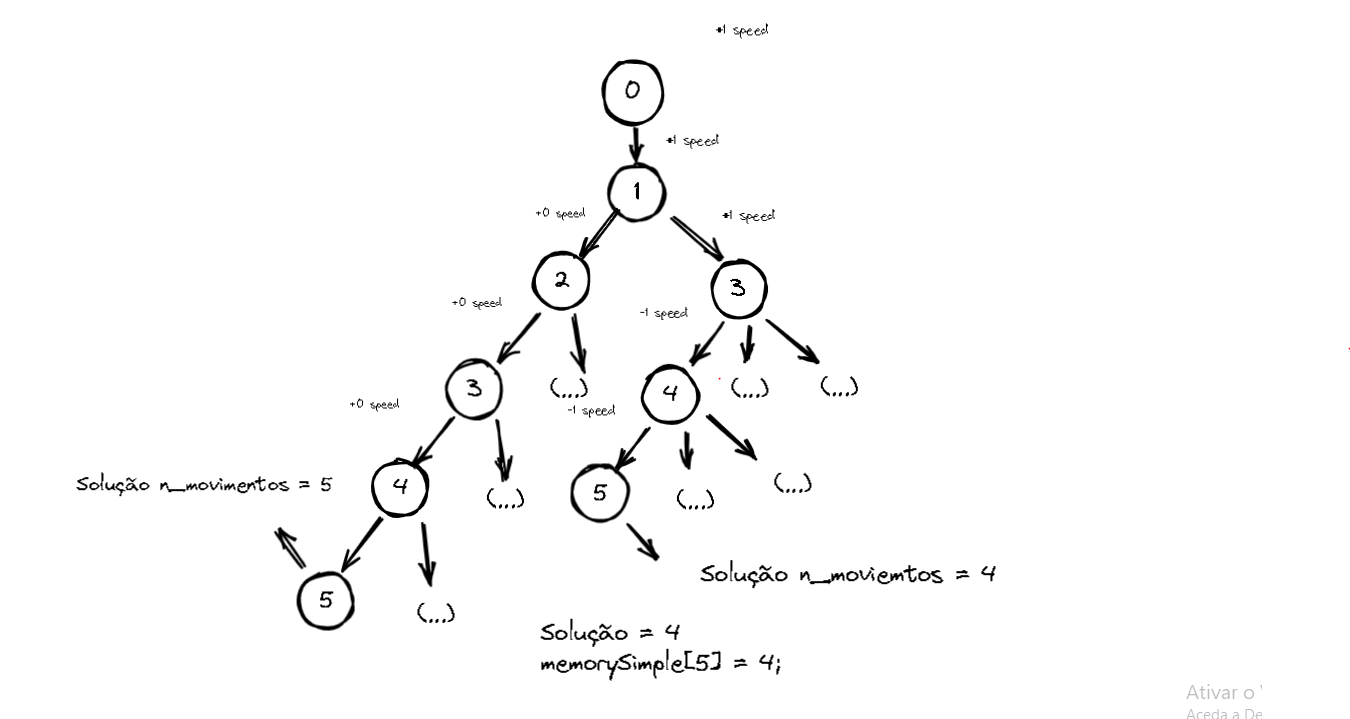 +1 speed
0
+1 speed
1
+0 speed
+1 speed
2
3
+0 speed
-1 speed
3
(...)
4
(...)
(...)
+0 speed
-1 speed
Solução n_movimentos = 5
4
(...)
5
(...)
(...)
5
(...)
Solução n_moviemtos = 4
Solução = 4
memorySimple[5] = 4;
Ativar o
Aceda a De